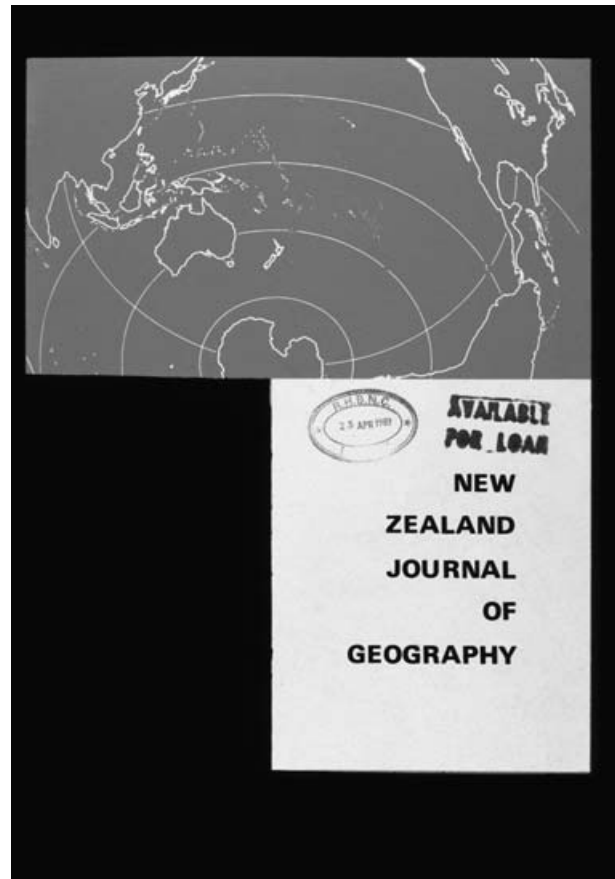 R.H.B.N.C.
AVAILABLE
FOR LOAN
NEW
ZEALAND
JOURNAL
OF
GEOGRAPHY